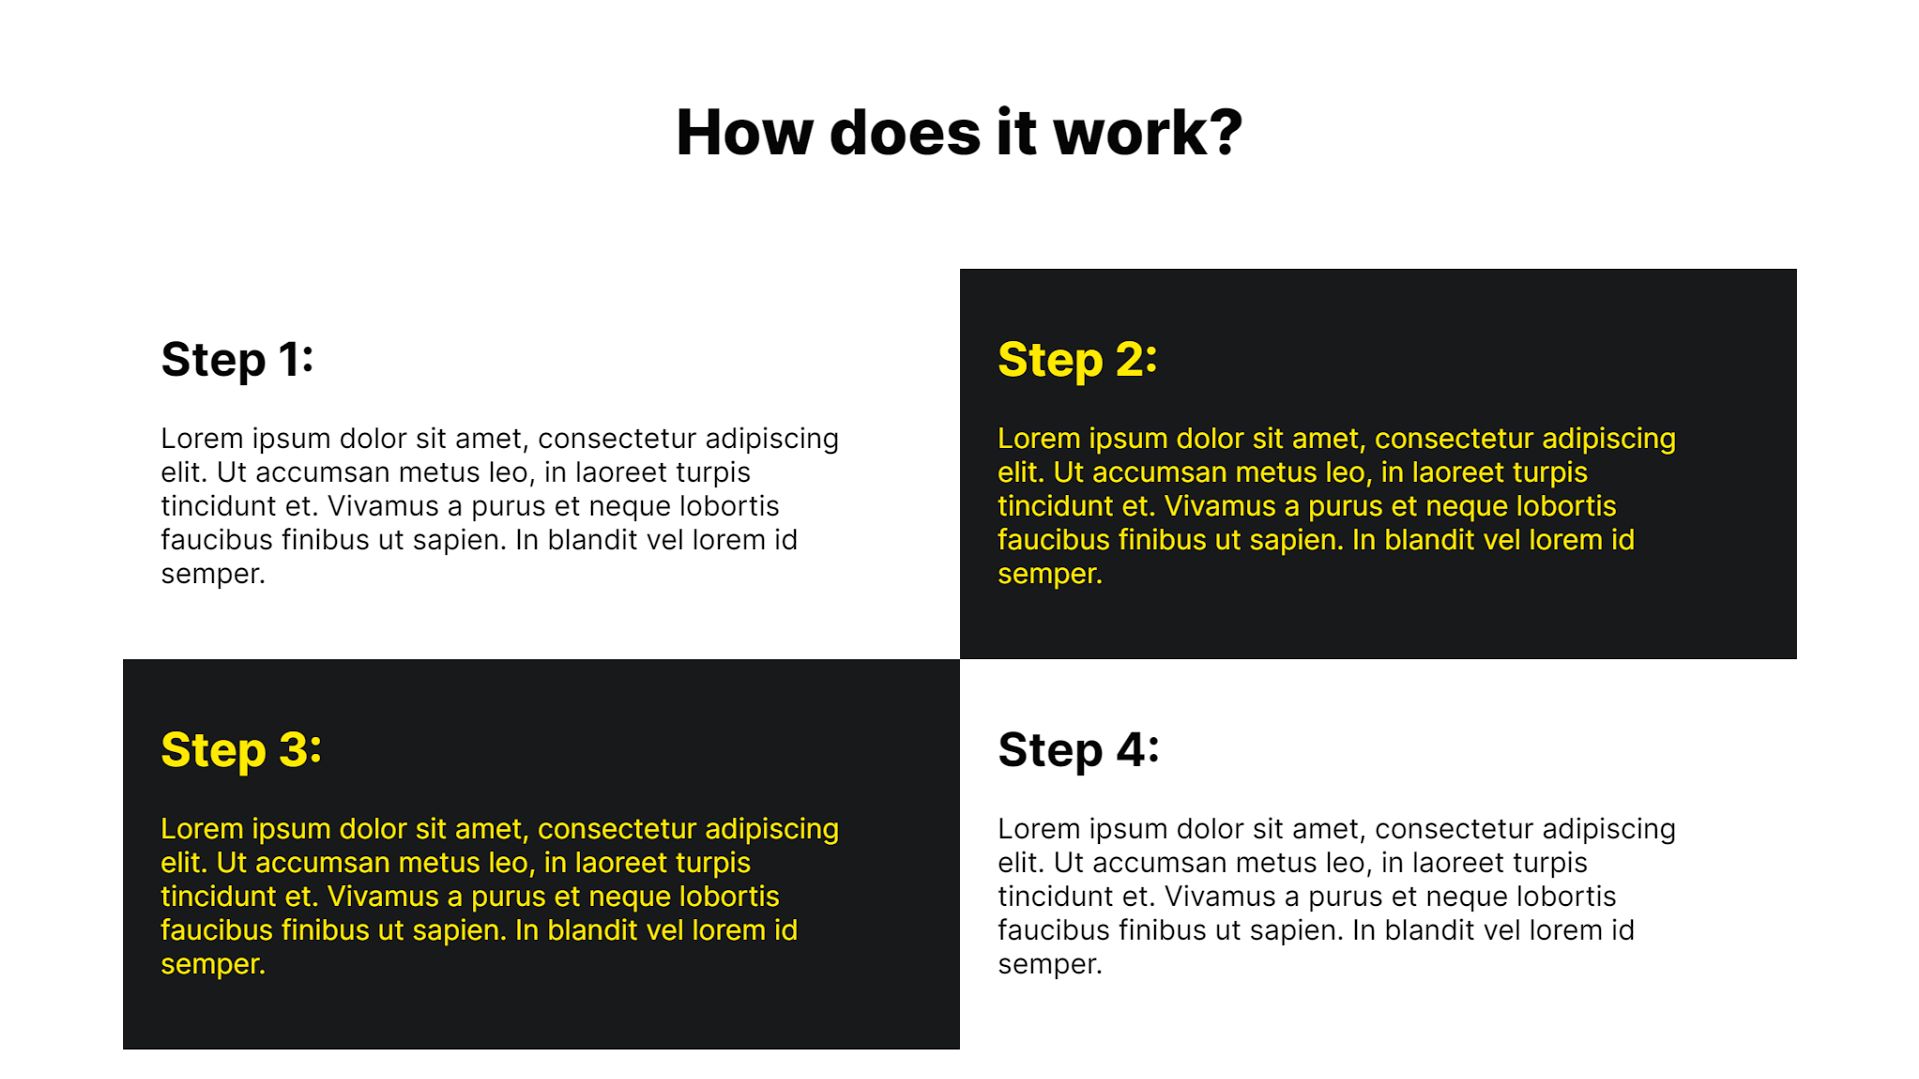 How does it work?
Step 1:
Lorem ipsum dolor sit amet, consectetur adipiscing
elit. Ut accumsan metus leo, in laoreet turpis
tincidunt et. Vivamus a purus et neque lobortis
faucibus finibus ut sapien. In blandit vel lorem id
semper.
Step 2:
Lorem ipsum dolor sit amet, consectetur adipiscing
elit. Ut accumsan metus leo, in laoreet turpis
tincidunt et. Vivamus a purus et neque lobortis
faucibus finibus ut sapien. In blandit vel lorem id
semper.
Step 3:
Lorem ipsum dolor sit amet, consectetur adipiscing
elit. Ut accumsan metus leo, in laoreet turpis
tincidunt et. Vivamus a purus et neque lobortis
faucibus finibus ut sapien. In blandit vel lorem id
semper.
Step 4:
Lorem ipsum dolor sit amet, consectetur adipiscing
elit. Ut accumsan metus leo, in laoreet turpis
tincidunt et. Vivamus a purus et neque lobortis
faucibus finibus ut sapien. In blandit vel lorem id
semper.